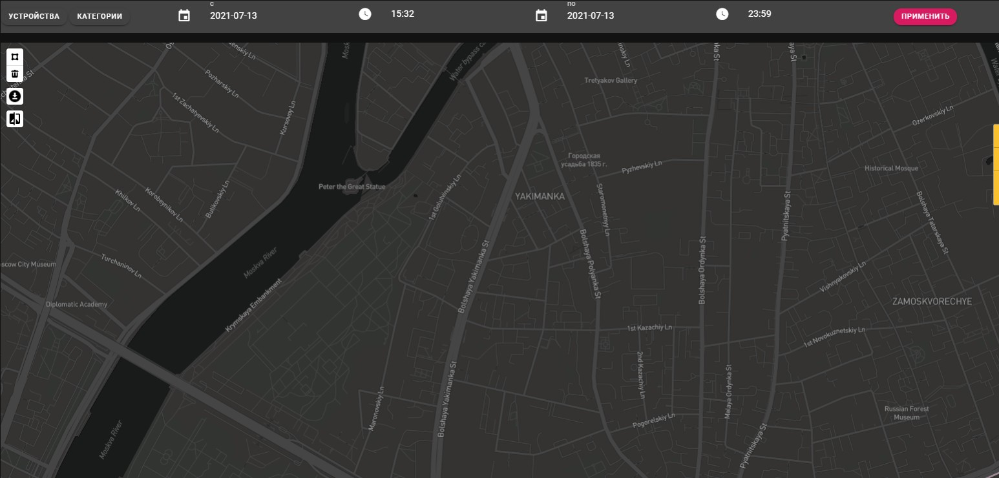 с
по
УСТРОЙСТВА
КАТЕГОРИИ
2021-07-13
15:32
2021-07-13
23:59
ПРИМЕНИТЬ
Water bypass
Pozharskiy Ln
Tretyakov Gallery
1st Zachatyevskiy Ln
Kursovoy Ln
Ozerkovskiy Ln
Городская
усадьба 1835 г.
Pyzhevskiy Ln
Historical Mosque
Peter the Great Statue
Khilkov Ln
Korobeynikov Ln
Butikovskiy Ln
1st Golutvinskiy Ln
YAKIMANKA
Staromonetnyy Ln
Pyatnitskaya St
Bolshaya Tatarskaya St
Moskva River
Turchaninov Ln
oscow City Museum
Bolshaya Yakimanka St
Bolshaya Polyanka St
Bolshaya Ordynka St
Vishnyakovskiy Ln
Diplomatic Academy
Krymskaya Embankment
ZAMOSKVORECHYE
1st Kazachiy Ln
1st Novokuznetskiy Ln
2nd Kazachiy Ln
Maronovskiy Ln
Bolshaya Yakimanka St
Malaya Ordynka St
Russian Forest
Museum
Pogorelskiy Ln
Moskva River
Pyatnitskaya St